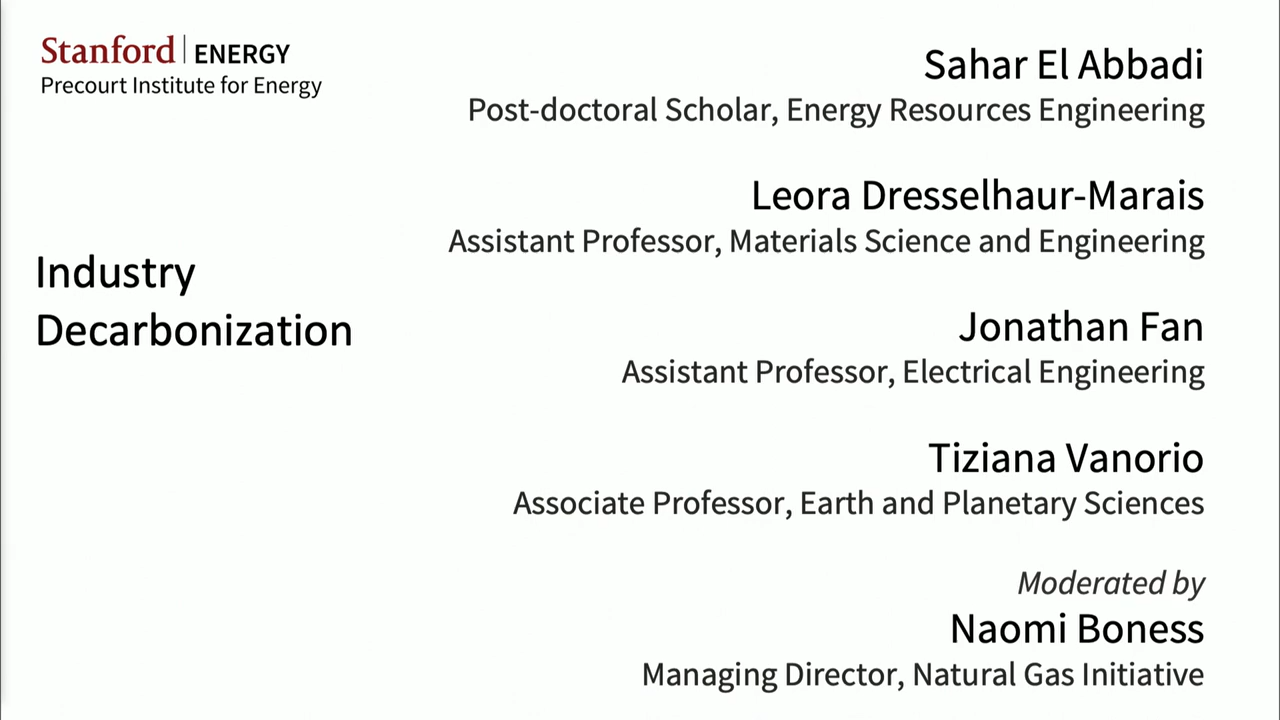 Stanford | ENERGY
Precourt Institute for Energy
Industry
Decarbonization
Sahar El Abbadi
Post-doctoral Scholar, Energy Resources Engineering
Leora Dresselhaur-Marais
Assistant Professor, Materials Science and Engineering
Jonathan Fan
Assistant Professor, Electrical Engineering
Tiziana Vanorio
Associate Professor, Earth and Planetary Sciences
Moderated by
Naomi Boness
Managing Director, Natural Gas Initiative